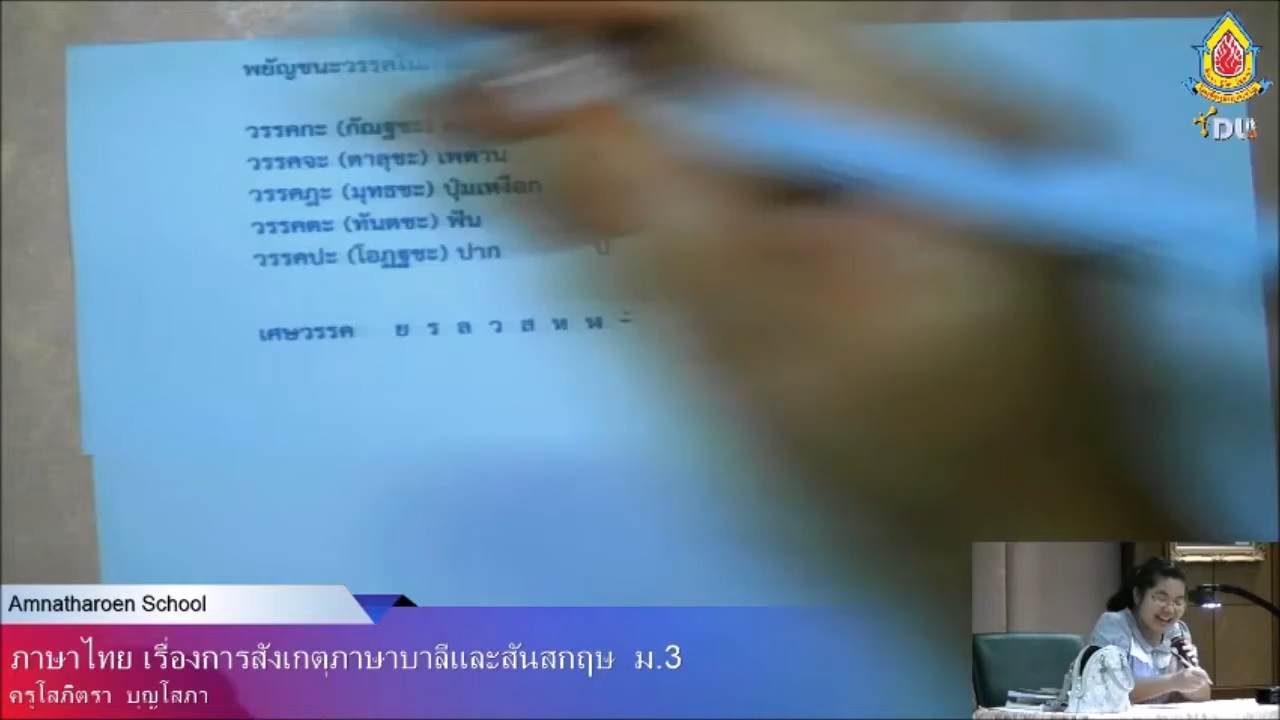 พยัญชนะวรรคใน
วรรคกะ (กัณฐชะ)
วรรคจะ (ตาลุชะ) เพดาน
วรรคฏะ (มุทธชะ) ปุ่มเหงือก
วรรคตะ (ทันตชะ) ฟัน
วรรคปะ (โอฏฐชะ) ปาก ป
เศษวรรค ย ร ล ว ส ห ฬ
Amnatharoen School
ภาษาไทย เรื่องการสังเกตุภาษาบาลีและสันสกฤษ ม.3
ครูโสภิตรา บุญโสภา